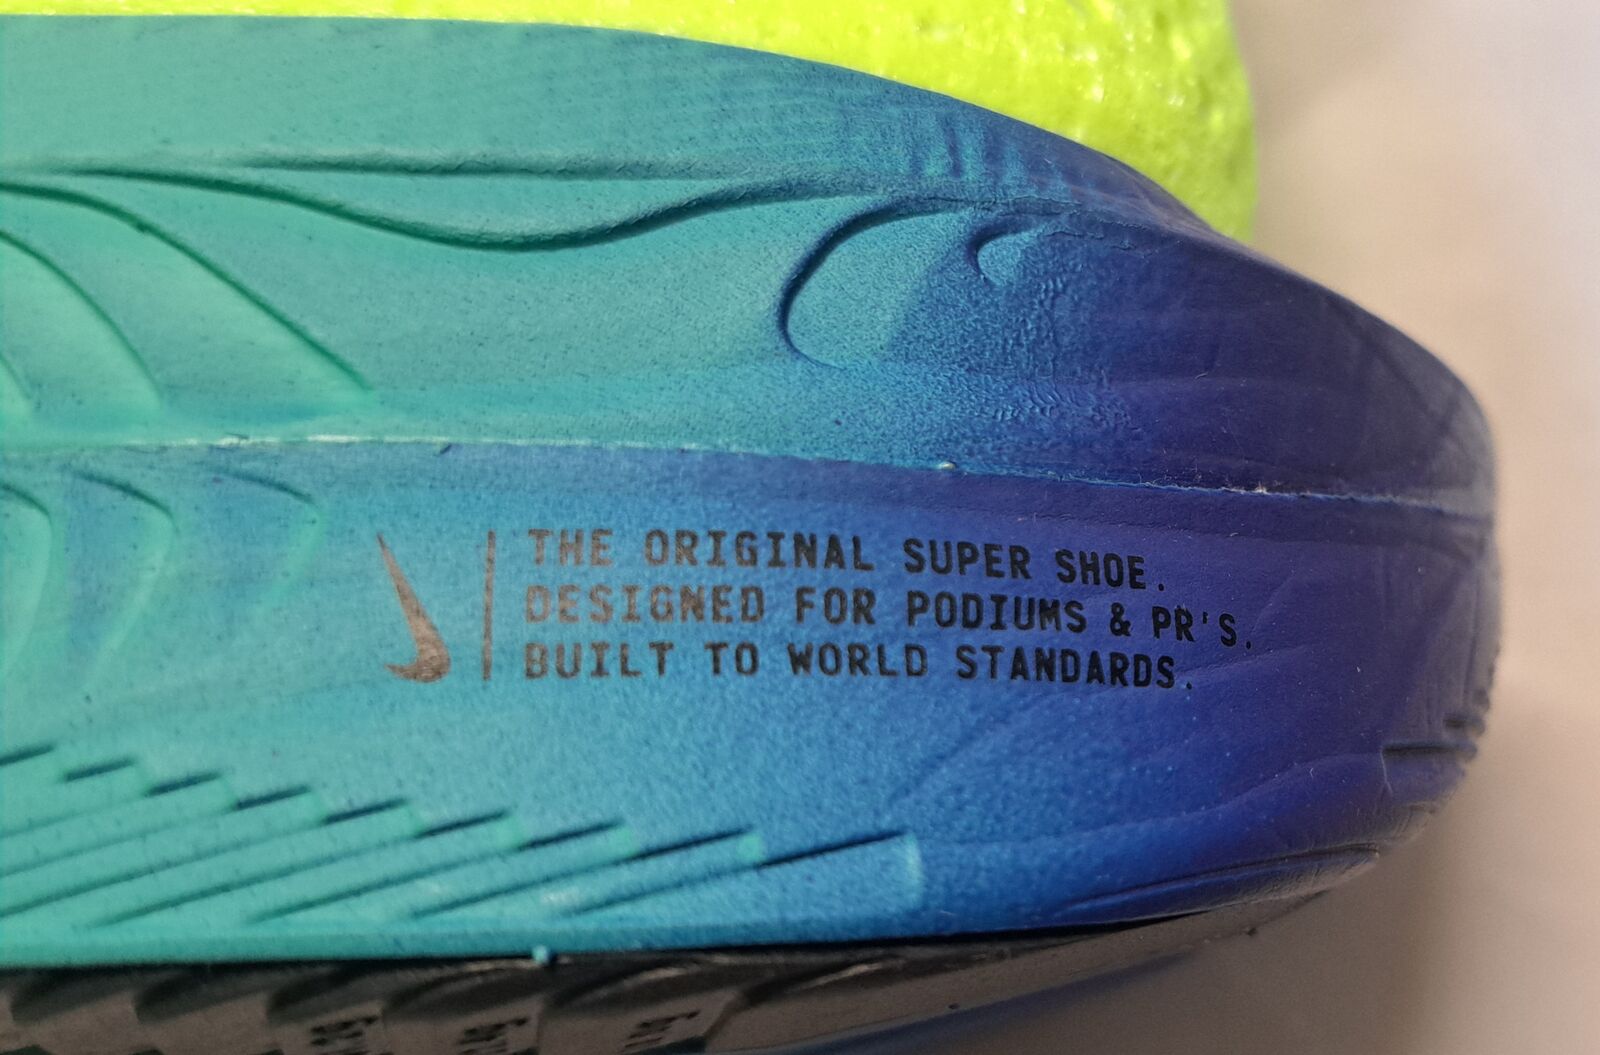 THE ORIGINAL SUPER SHOE.
DESIGNED FOR PODIUMS & PR'S.
BUILT TO WORLD STANDARDS.